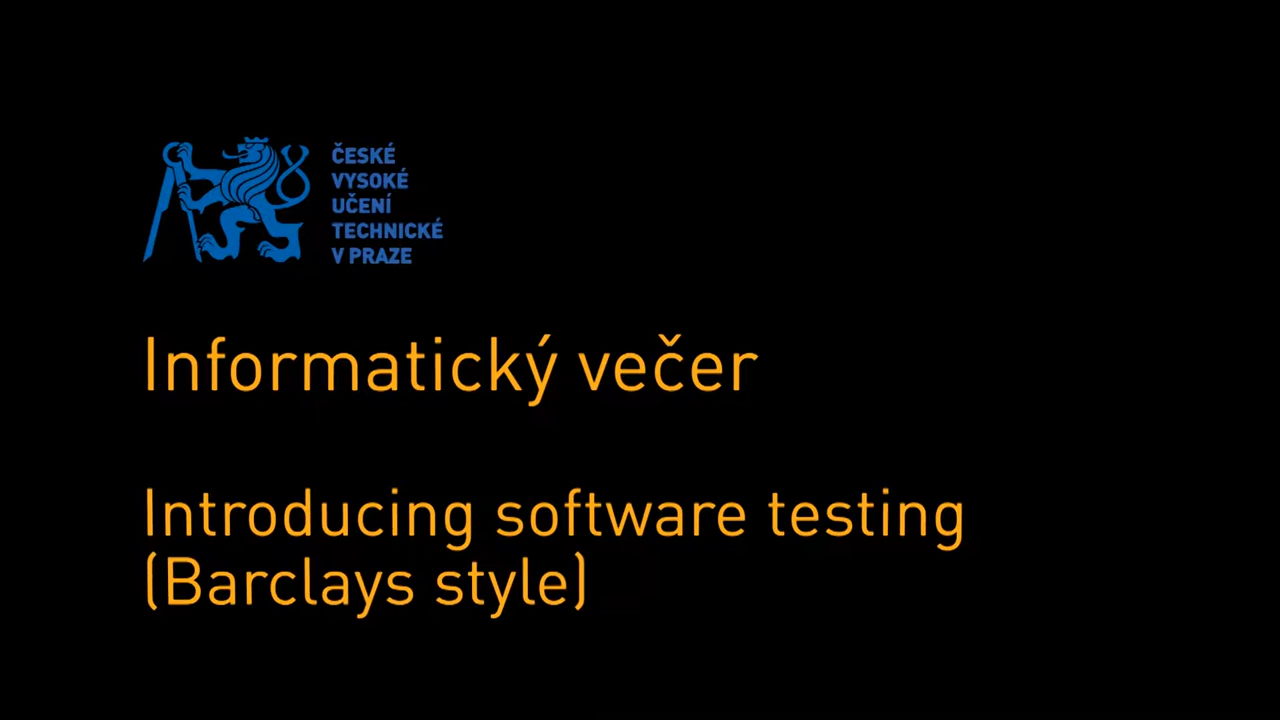 ČESKÉ
VYSOKÉ
UČENÍ
TECHNICKÉ
V PRAZE
Informatický večer
Introducing software testing
(Barclays style)